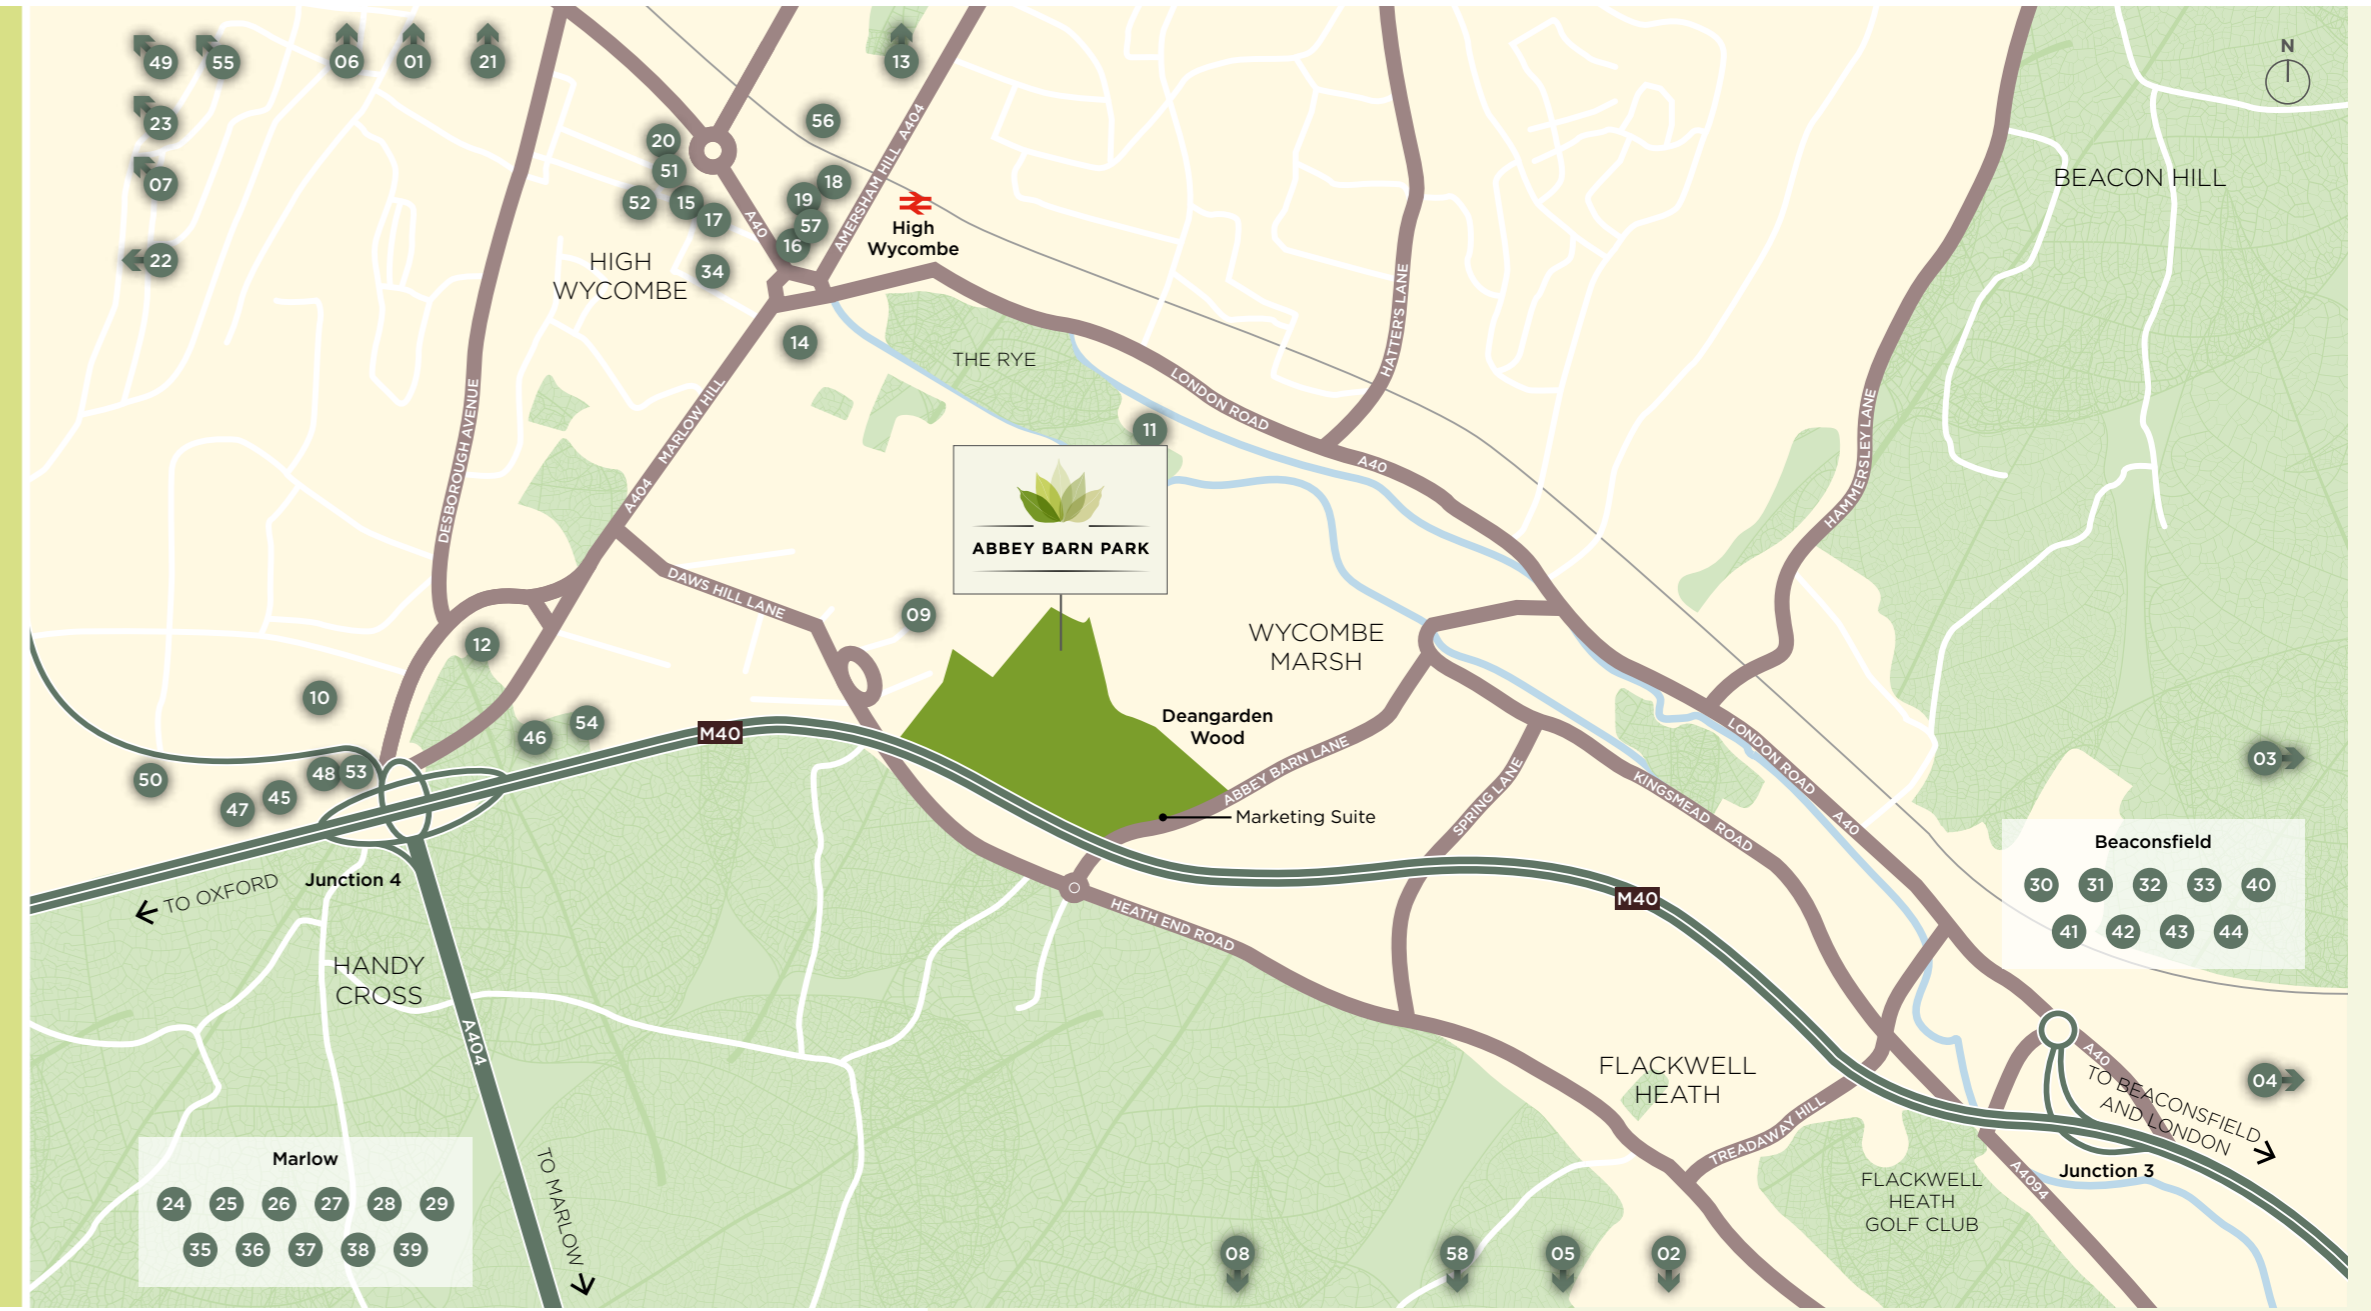 49
55
06
01
21
13
N
23
56
20
AMERSHAM HILL A404
51
07
18
BEACON HILL
52
15
19
17
A40
57
High
Wycombe
16
22
HIGH
WYCOMBE
34
HATTER'S LANE
14
THE RYE
LONDON ROAD
DESBOROUGH AVENUE
A404 MARLOW HILL
11
A40
HAMMERSLEY LANE
ABBEY BARN PARK
DAWS HILL LANE
09
12
WYCOMBE
MARSH
10
46
54
M40
Deangarden
Wood
LONDON ROAD
A40
03
50
48
53
45
47
ABBEY BARN LANE
SPRING LANE
KINGSMEAD ROAD
Marketing Suite
Beaconsfield
30
31
32
33
40
41
42
43
44
TO OXFORD
Junction 4
M40
HEATH END ROAD
HANDY
CROSS
A404
FLACKWELL
HEATH
A40
TO BEACONSFIELD
AND LONDON
04
TREADAWAY HILL
Junction 3
A4094
FLACKWELL
HEATH
GOLF CLUB
Marlow
24
25
26
27
28
29
35
36
37
38
39
TO MARLOW
08
58
05
02